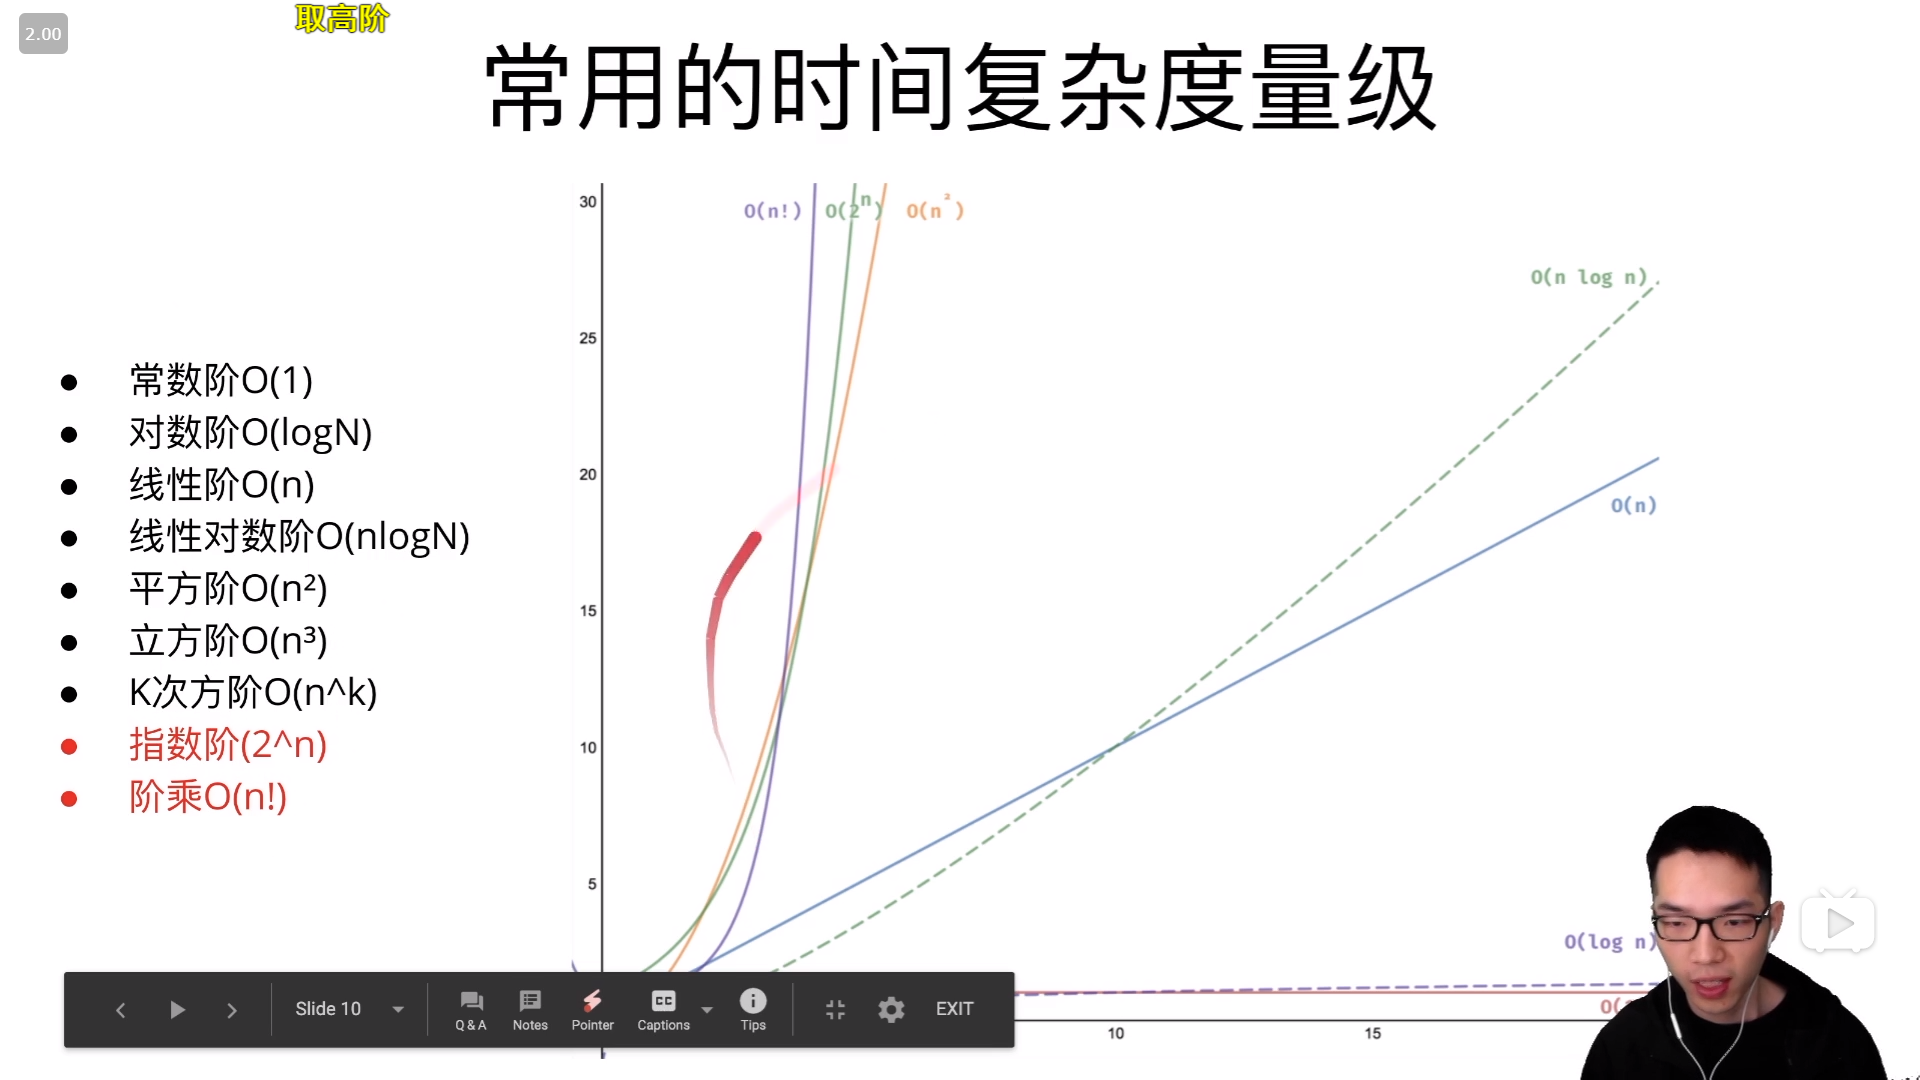 2.00
取高阶
常用的时间复杂度量级
常数阶O(1)
对数阶O(logN)
线性阶O(n)
线性对数阶O(nlogN)
平方阶O(n²)
立方阶O(n³)
K次方阶O(n^k)
指数阶(2^n)
阶乘O(n!)
30
25
20
15
10
5
O(n!)
O(2ⁿ)
O(n²)
O(n log n)
O(n)
O(log n)
10
15
Slide 10
Q & A
Notes
Pointer
CC
Captions
Tips
EXIT